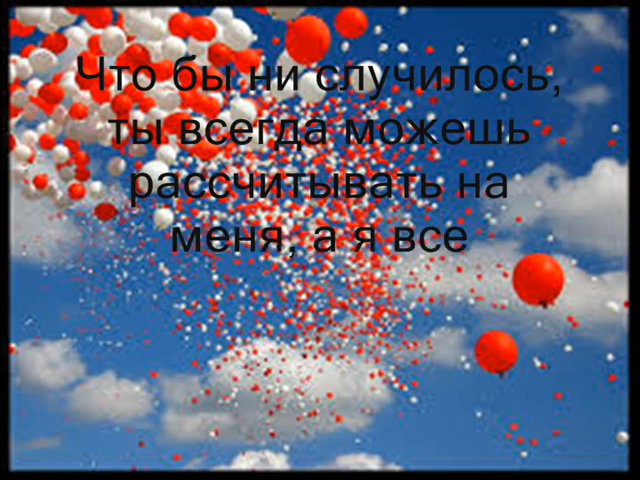 Что бы ни случилось,
ты всегда можешь
рассчитывать на
меня, а я все